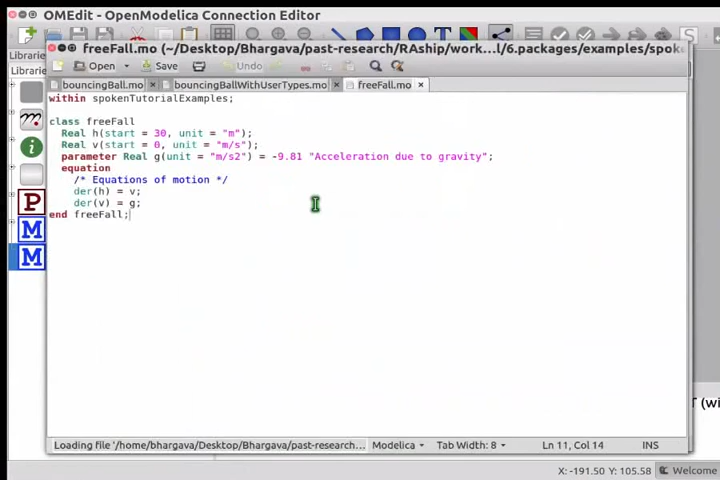 OMEdit - OpenModelica Connection Editor
freeFall.mo (~/Desktop/Bhargava/past-research/RAship/work...l/6.packages/examples/spok
Librarie
Libraries
Open
Save
Undo
bouncingBall.mo × bouncingBallWithUserTypes.mo × freeFall.mo ×
within spokenTutorialExamples;
class freeFall
Real h(start = 30, unit = "m");
Real v(start = 0, unit = "m/s");
parameter Real g(unit = "m/s2") = -9.81 "Acceleration due to gravity";
equation
/* Equations of motion */
der(h) = v;
der(v) = g;
end freeFall;
P
M
M
T (wi
Loading file '/home/bhargava/Desktop/Bhargava/past-research... Modelica Tab Width: 8 Ln 11, Col 14 INS
X: -191.50 Y: 105.58 Welcome